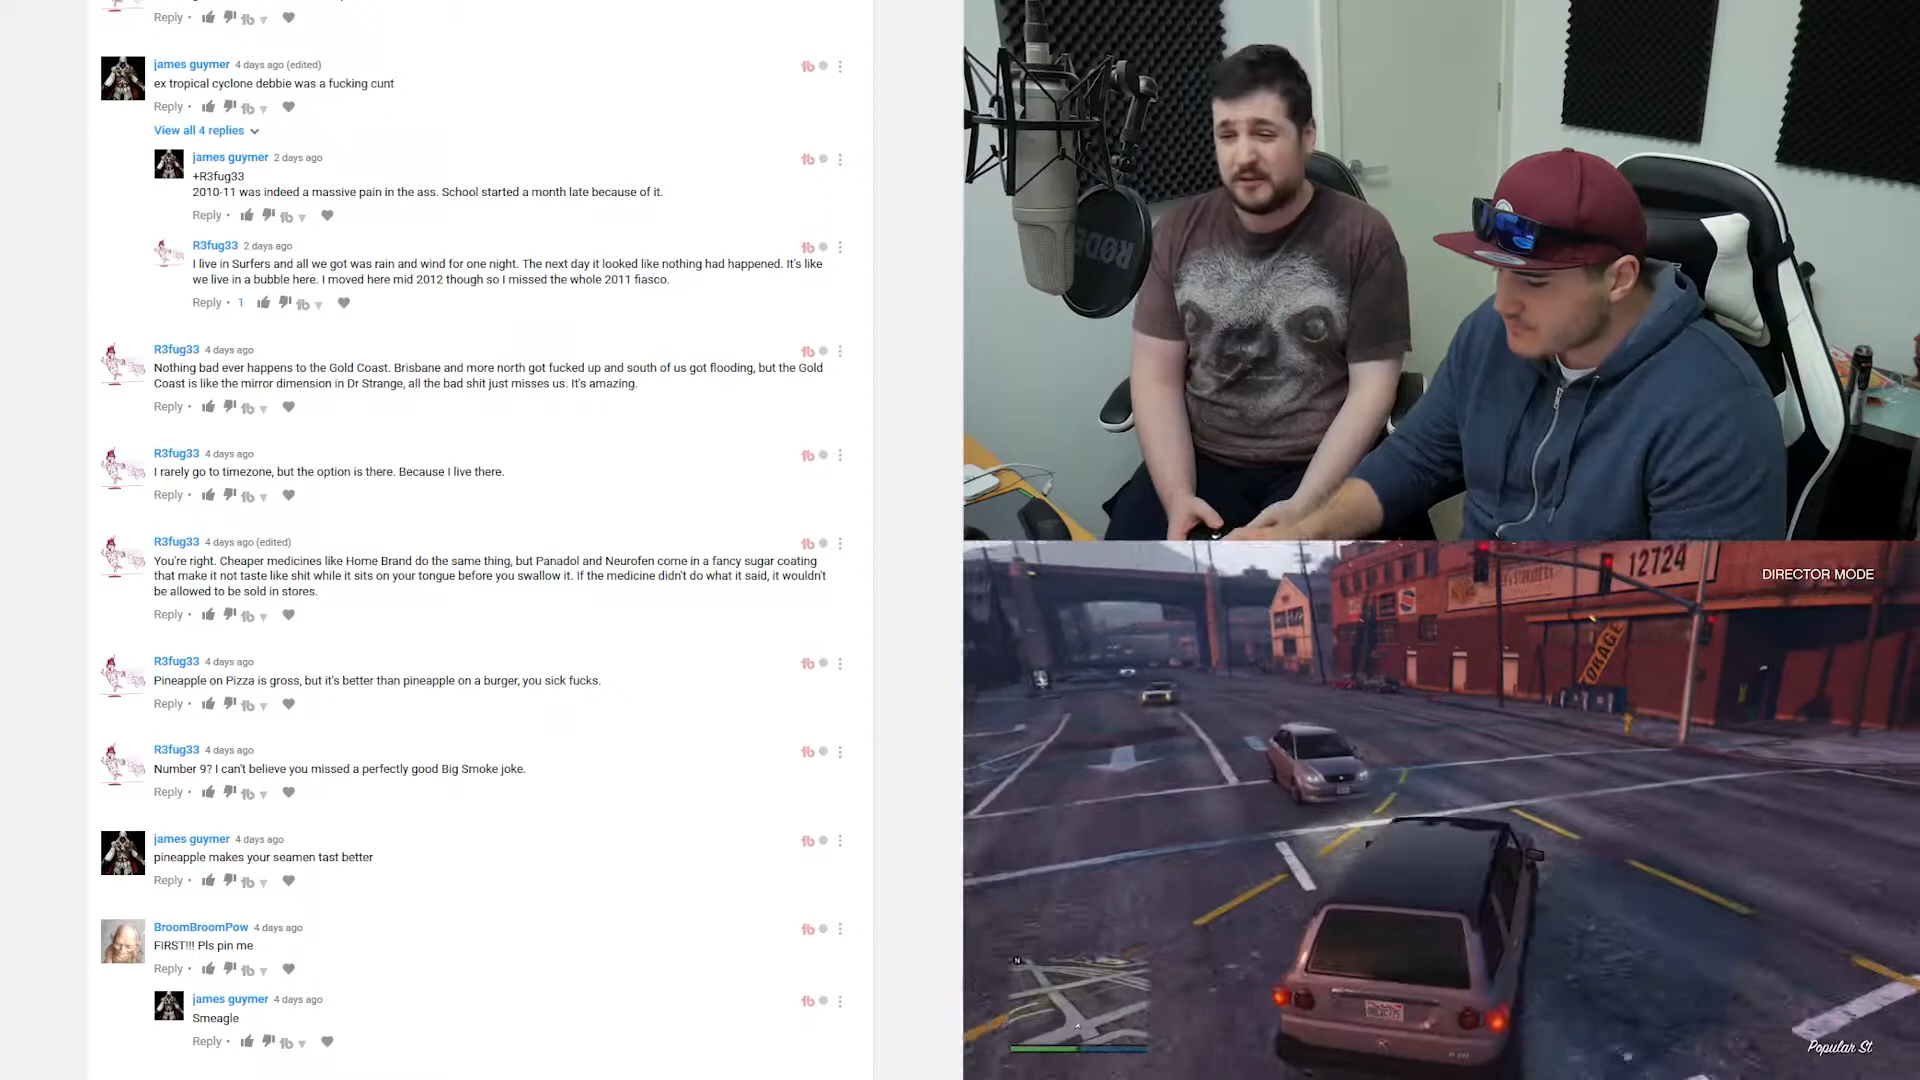 Reply •
james guymer 4 days ago (edited)
ex tropical cyclone debbie was a fucking cunt
Reply •
View all 4 replies
james guymer 2 days ago
+R3fug33
2010-11 was indeed a massive pain in the ass. School started a month late because of it.
Reply •
R3fug33 2 days ago
I live in Surfers and all we got was rain and wind for one night. The next day it looked like nothing had happened. It's like
we live in a bubble here. I moved here mid 2012 though so I missed the whole 2011 fiasco.
Reply • 1
R3fug33 4 days ago
Nothing bad ever happens to the Gold Coast. Brisbane and more north got fucked up and south of us got flooding, but the Gold
Coast is like the mirror dimension in Dr Strange, all the bad shit just misses us. It's amazing.
Reply •
R3fug33 4 days ago
I rarely go to timezone, but the option is there. Because I live there.
Reply •
R3fug33 4 days ago (edited)
You're right. Cheaper medicines like Home Brand do the same thing, but Panadol and Neurofen come in a fancy sugar coating
that make it not taste like shit while it sits on your tongue before you swallow it. If the medicine didn't do what it said, it wouldn't
be allowed to be sold in stores.
Reply •
R3fug33 4 days ago
Pineapple on Pizza is gross, but it's better than pineapple on a burger, you sick fucks.
Reply •
R3fug33 4 days ago
Number 9? I can't believe you missed a perfectly good Big Smoke joke.
Reply •
james guymer 4 days ago
pineapple makes your seamen tast better
Reply •
BroomBroomPow 4 days ago
FIRST!!! Pls pin me
Reply •
james guymer 4 days ago
Smeagle
Reply •
RØDE
12724
DIRECTOR MODE
ORAGE
N
Popular St